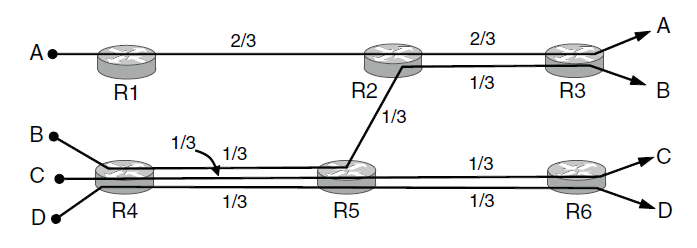 A 2/3 2/3 A
R1 R2 1/3 R3 B
1/3
B 1/3 1/3
C 1/3 C
D 1/3 1/3 D
R4 R5 R6